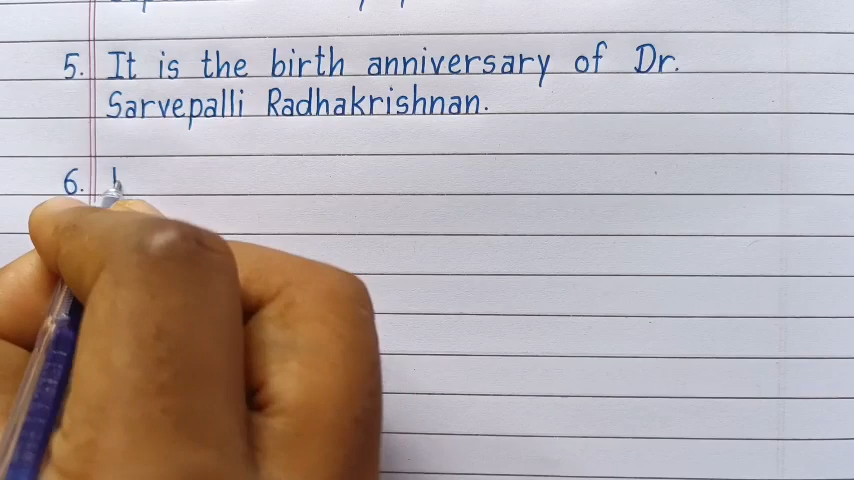 5. It is the birth anniversary of Dr.
Sarvepalli Radhakrishnan.
6.